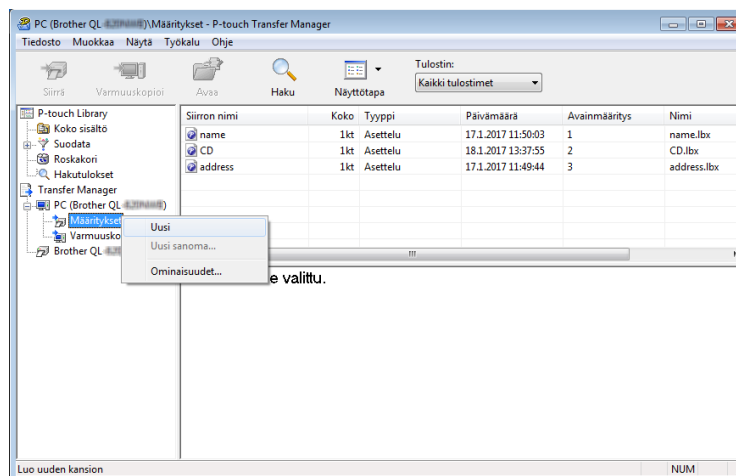 PC (Brother QL-
)\Määritykset - P-touch Transfer Manager
Tiedosto Muokkaa Näytä Työkalu Ohje
Siirrä Varmuuskopioi Avaa Haku Näyttötapa
Tulostin:
Kaikki tulostimet
P-touch Library
Koko sisältö
Suodata
Roskakori
Hakutulokset
Transfer Manager
PC (Brother QL-
)
Määritykset
Varmuusko
Brother QL-
Uusi
Uusi sanoma...
Ominaisuudet...
Siirron nimi Koko Tyyppi Päivämäärä Avainmääritys Nimi
name 1kt Asettelu 17.1.2017 11:50:03 1 name.lbx
CD 1kt Asettelu 18.1.2017 13:37:55 2 CD.lbx
address 1kt Asettelu 17.1.2017 11:49:44 3 address.lbx
e valittu.
Luo uuden kansion NUM